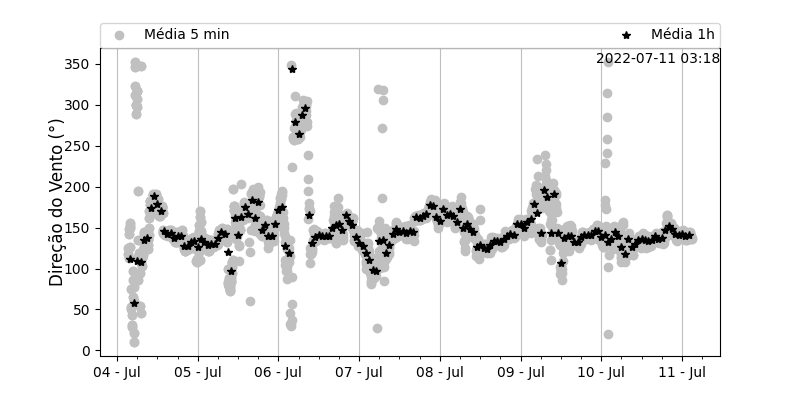 Média 5 min
Média 1h
2022-07-11 03:18
Direção do Vento (°)
350
300
250
200
150
100
50
0
04 - Jul
05 - Jul
06 - Jul
07 - Jul
08 - Jul
09 - Jul
10 - Jul
11 - Jul